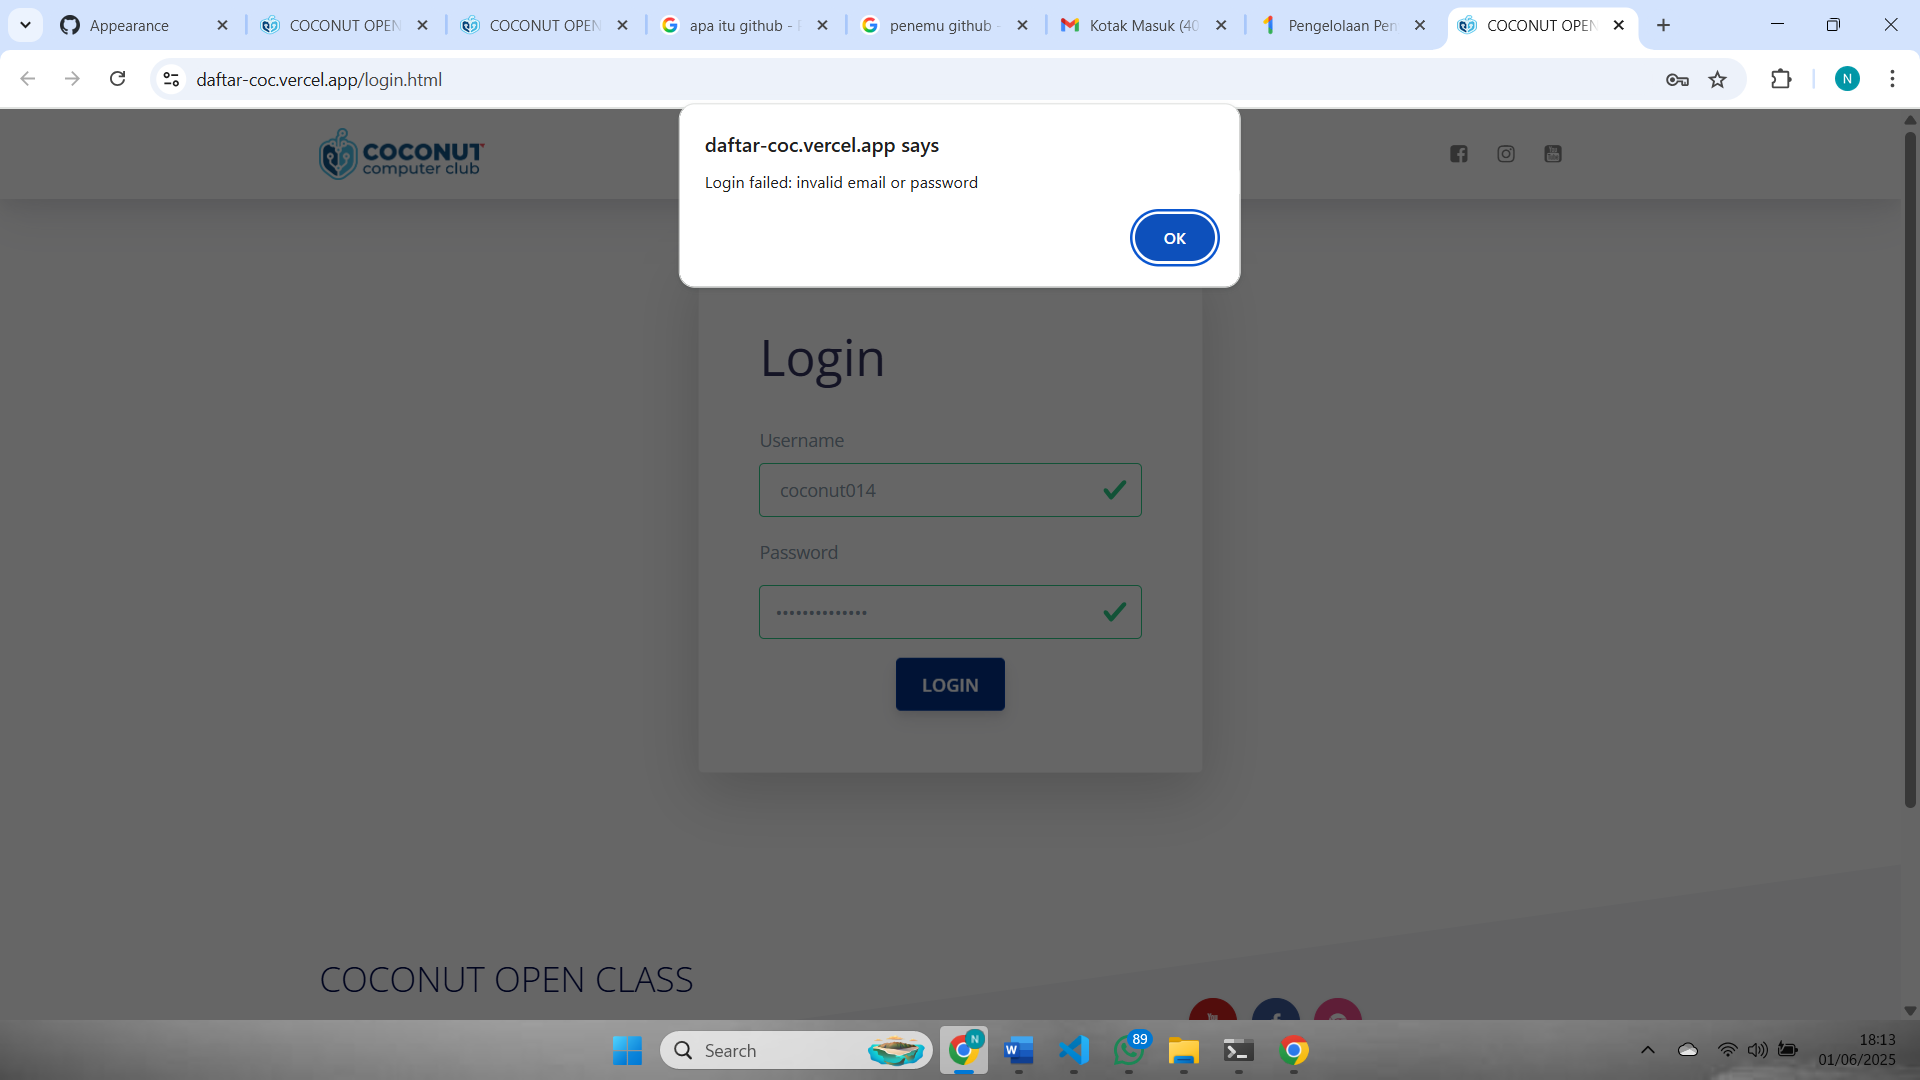 Appearance
COCONUT OPEN
COCONUT OPEN
apa itu github - P
penemu github -
Kotak Masuk (40
Pengelolaan Pen
COCONUT OPEN
daftar-coc.vercel.app/login.html
N
COCONUT
computer club
daftar-coc.vercel.app says
Login failed: invalid email or password
OK
Login
Username
coconut014
Password
LOGIN
COCONUT OPEN CLASS
Search
N
89
18:13
01/06/2025